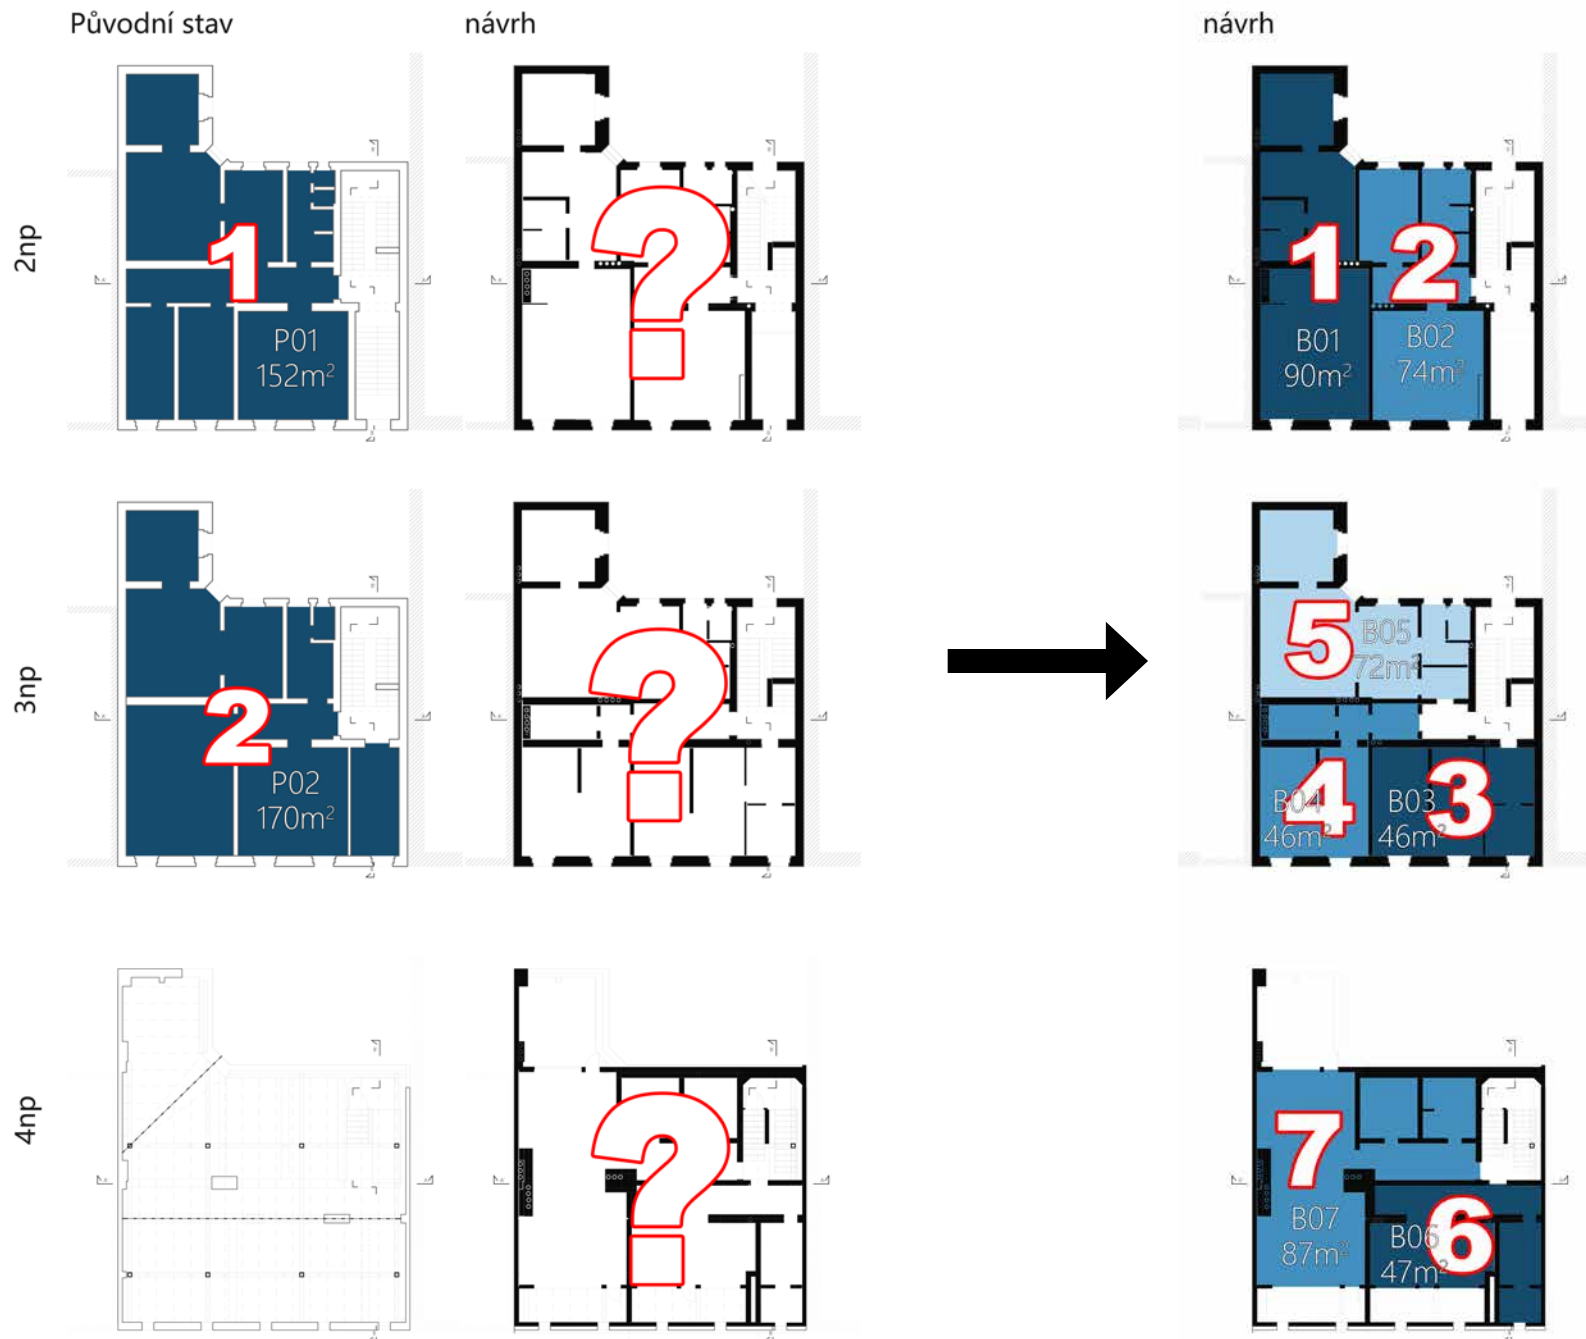 Původní stav
návrh
návrh
2np
1
P01
152m²
?
1
2
B01
90m²
B02
74m²
3np
2
P02
170m²
?
5
B05
72m²
4
B04
46m²
3
B03
46m²
4np
?
7
B07
87m²
6
B06
47m²